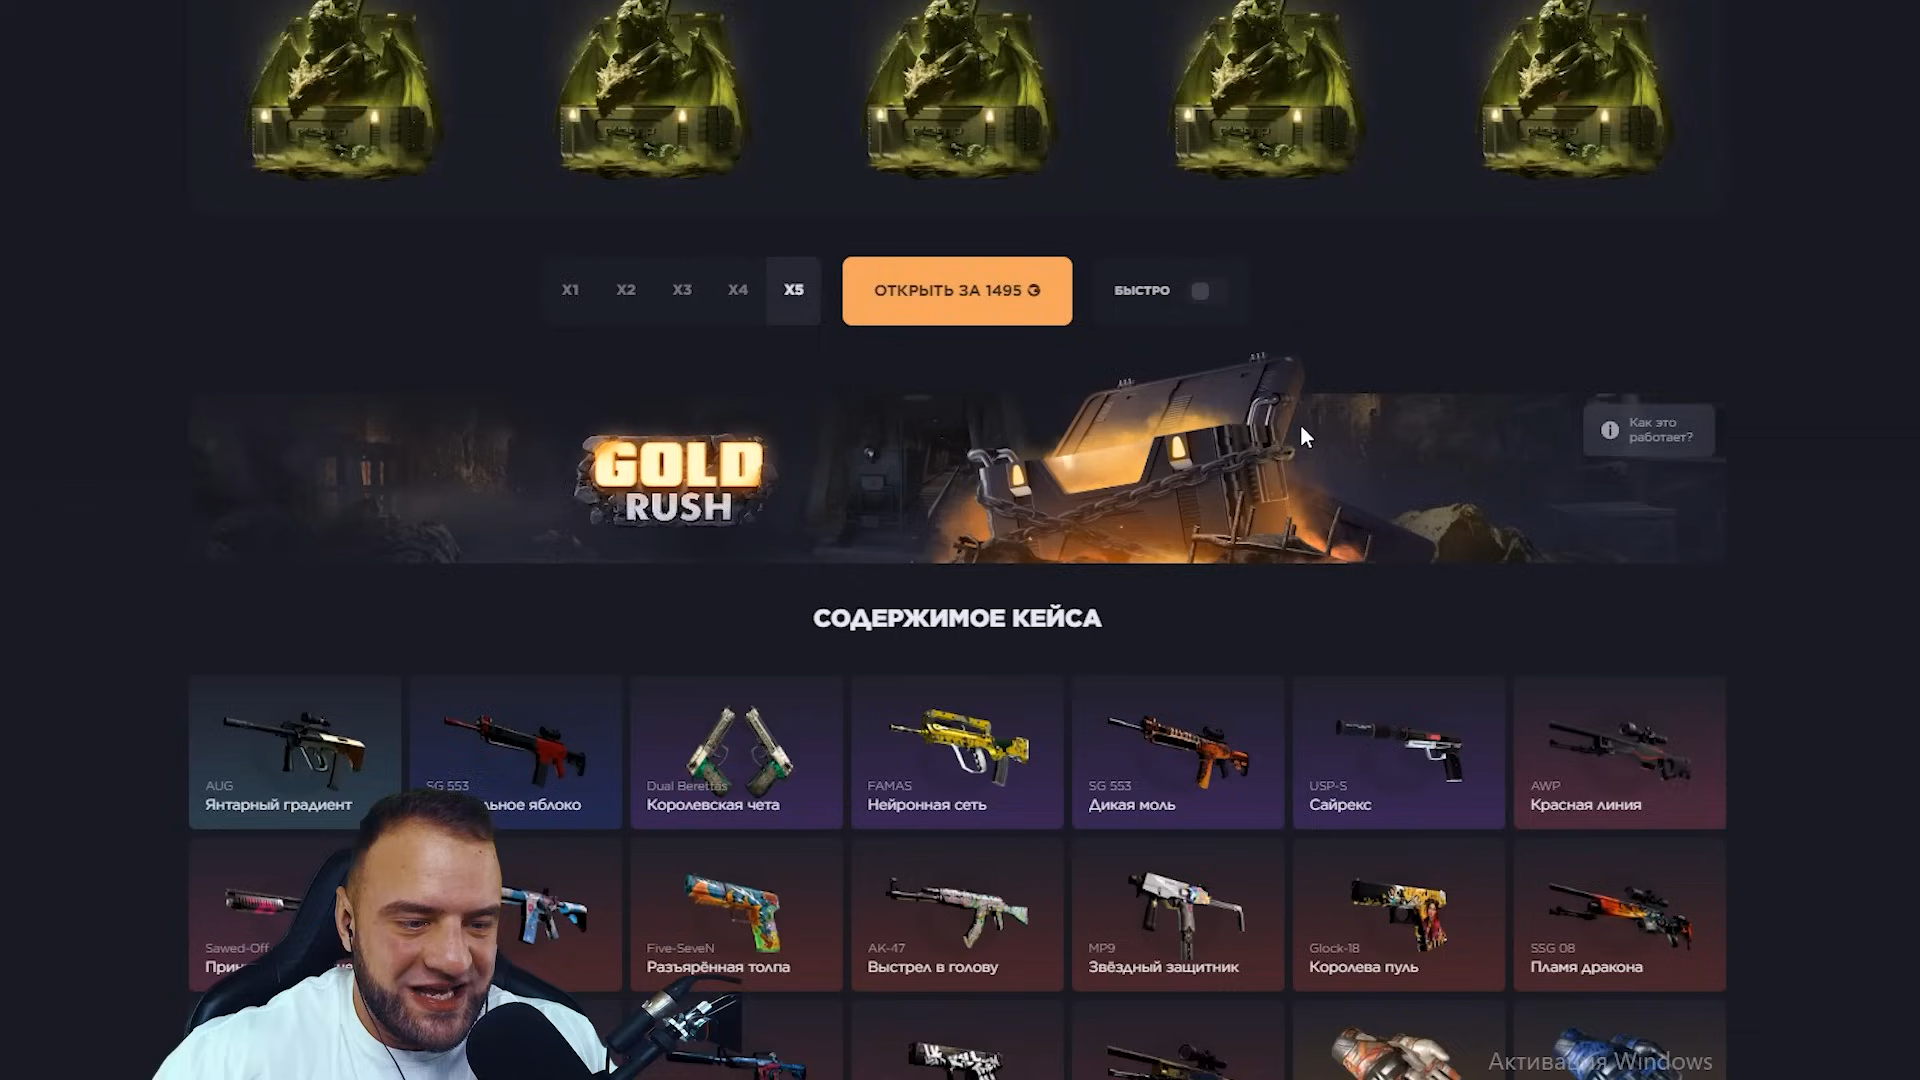 X1 X2 X3 X4 X5
ОТКРЫТЬ ЗА 1495
БЫСТРО
Как это
работает?
GOLD
RUSH
СОДЕРЖИМОЕ КЕЙСА
AUG
Янтарный градиент
SG 553
яблоко
Dual Berettas
Королевская чета
FAMAS
Нейронная сеть
SG 553
Дикая моль
USP-S
Сайрекс
AWP
Красная линия
Sawed-Off
Five-SeveN
Разъярённая толпа
AK-47
Выстрел в голову
MP9
Звёздный защитник
Glock-18
Королева пуль
SSG 08
Пламя дракона
Активация Windows